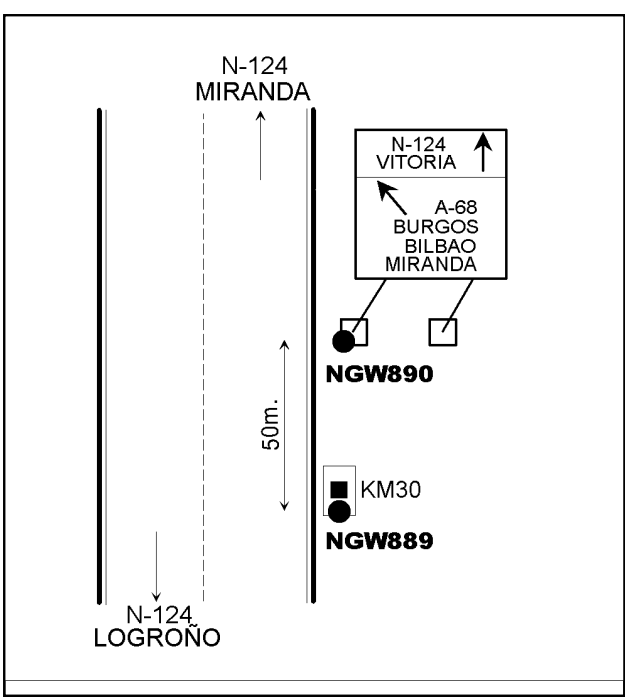 N-124
MIRANDA
N-124
VITORIA
A-68
BURGOS
BILBAO
MIRANDA
NGW890
50m.
KM30
NGW889
N-124
LOGROÑO